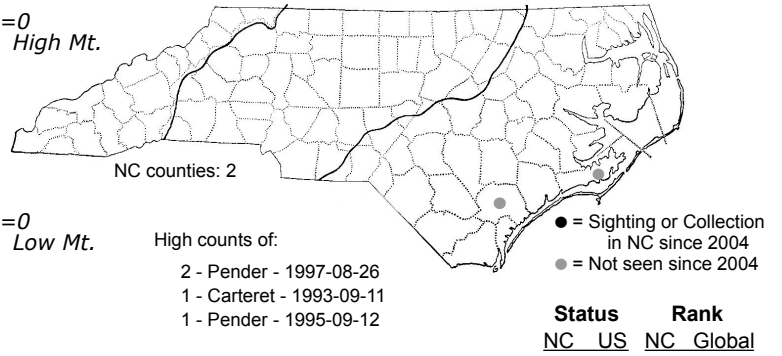 =0
High Mt.
NC counties: 2
=0
Low Mt.
High counts of:
2 - Pender - 1997-08-26
1 - Carteret - 1993-09-11
1 - Pender - 1995-09-12
● = Sighting or Collection
in NC since 2004
● = Not seen since 2004
Status Rank
NC US NC Global